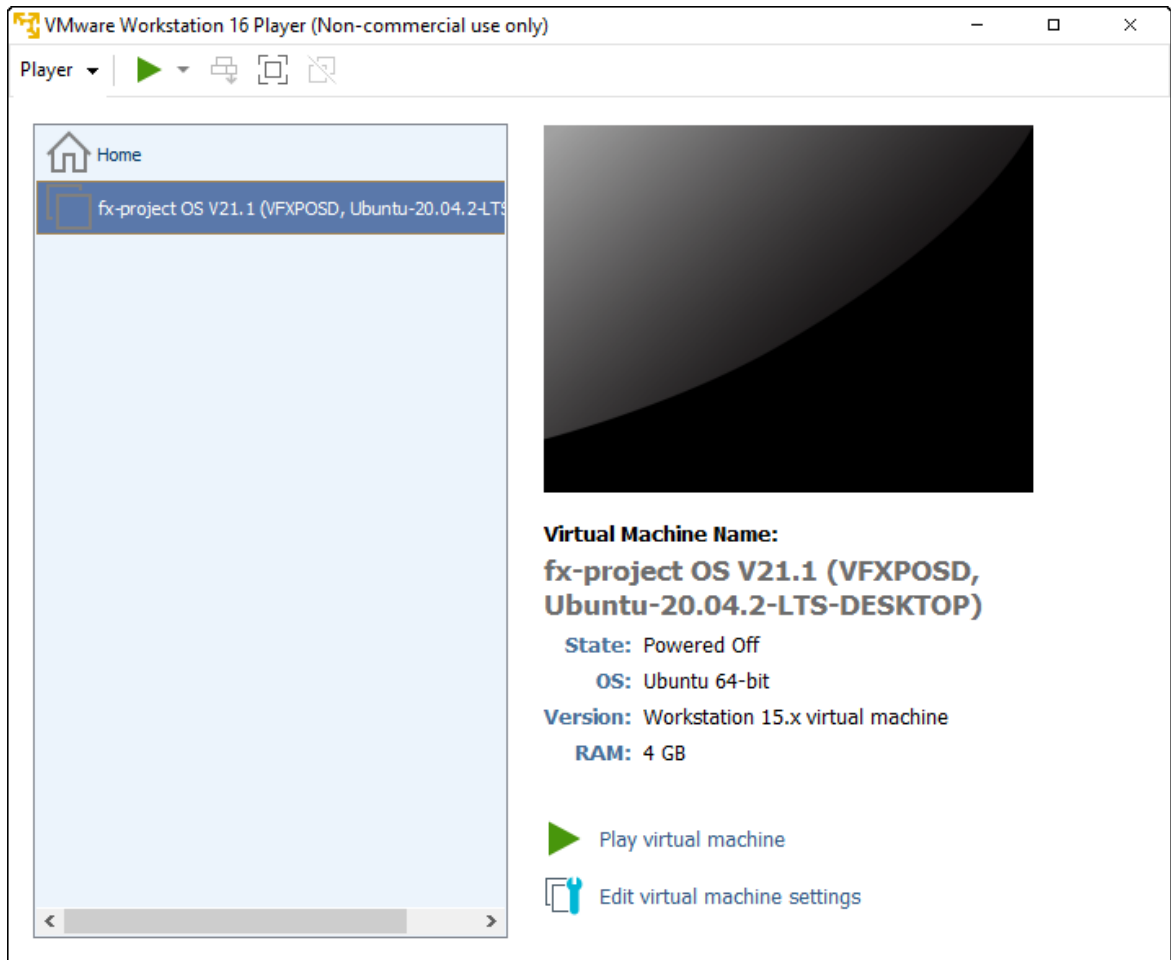 VMware Workstation 16 Player (Non-commercial use only)
Player
Home
fx-project OS V21.1 (VFXPOSD, Ubuntu-20.04.2-LTS
Virtual Machine Name:
fx-project OS V21.1 (VFXPOSD,
Ubuntu-20.04.2-LTS-DESKTOP)
State: Powered Off
OS: Ubuntu 64-bit
Version: Workstation 15.x virtual machine
RAM: 4 GB
Play virtual machine
Edit virtual machine settings